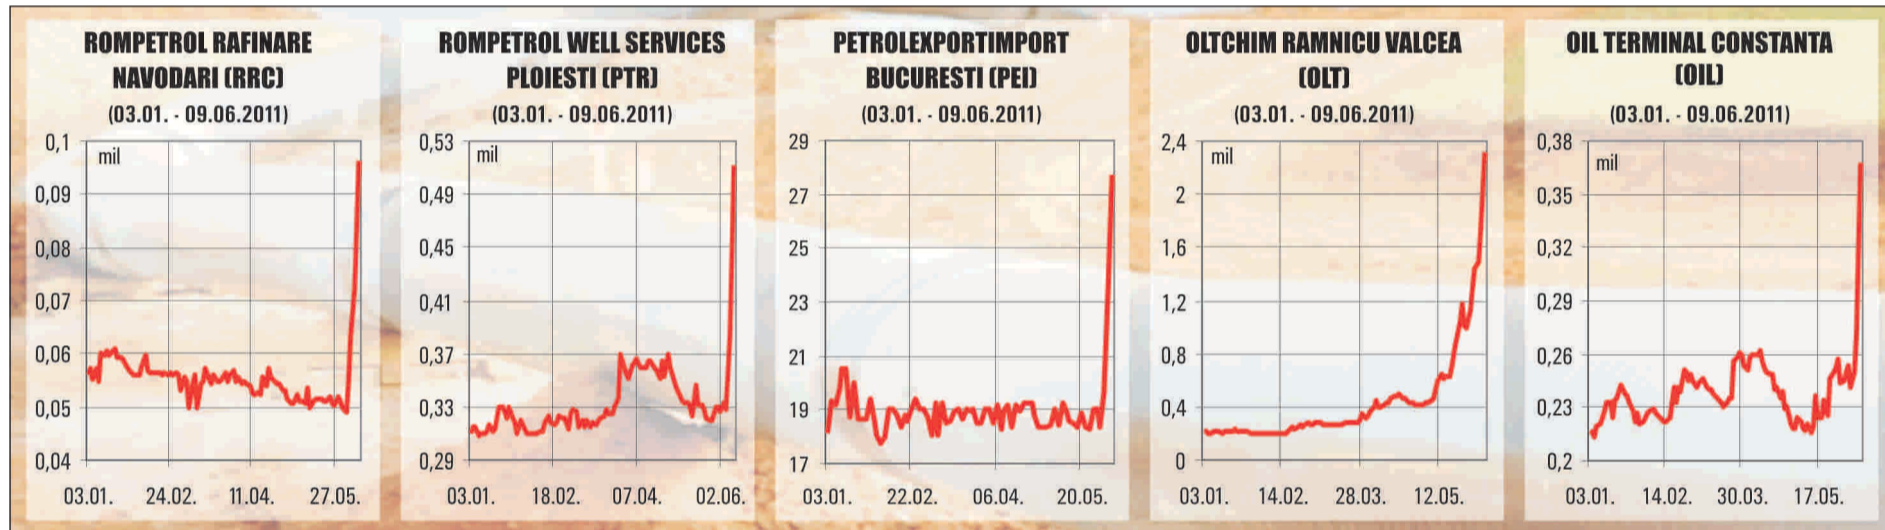 ROMPETROL RAFINARE
NAVODARI (RRC)
(03.01. - 09.06.2011)
0,1
mil
0,09
0,08
0,07
0,06
0,05
0,04
03.01. 24.02. 11.04. 27.05.
ROMPETROL WELL SERVICES
PLOIESTI (PTR)
(03.01. - 09.06.2011)
0,53
mil
0,49
0,45
0,41
0,37
0,33
0,29
03.01. 18.02. 07.04. 02.06.
PETROLEXPORTIMPORT
BUCURESTI (PEI)
(03.01. - 09.06.2011)
29
27
25
23
21
19
17
03.01. 22.02. 06.04. 20.05.
OLTCHIM RAMNICU VALCEA
(OLT)
(03.01. - 09.06.2011)
2,4
mil
2
1,6
1,2
0,8
0,4
0
03.01. 14.02. 28.03. 12.05.
OIL TERMINAL CONSTANTA
(OIL)
(03.01. - 09.06.2011)
0,38
mil
0,35
0,32
0,29
0,26
0,23
0,2
03.01. 14.02. 30.03. 17.05.